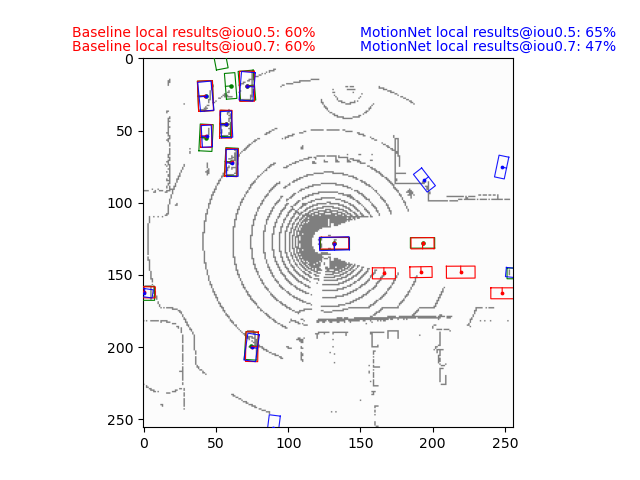 Baseline local results@iou0.5: 60% MotionNet local results@iou0.5: 65%
Baseline local results@iou0.7: 60% MotionNet local results@iou0.7: 47%
0
50
100
150
200
250
0 50 100 150 200 250